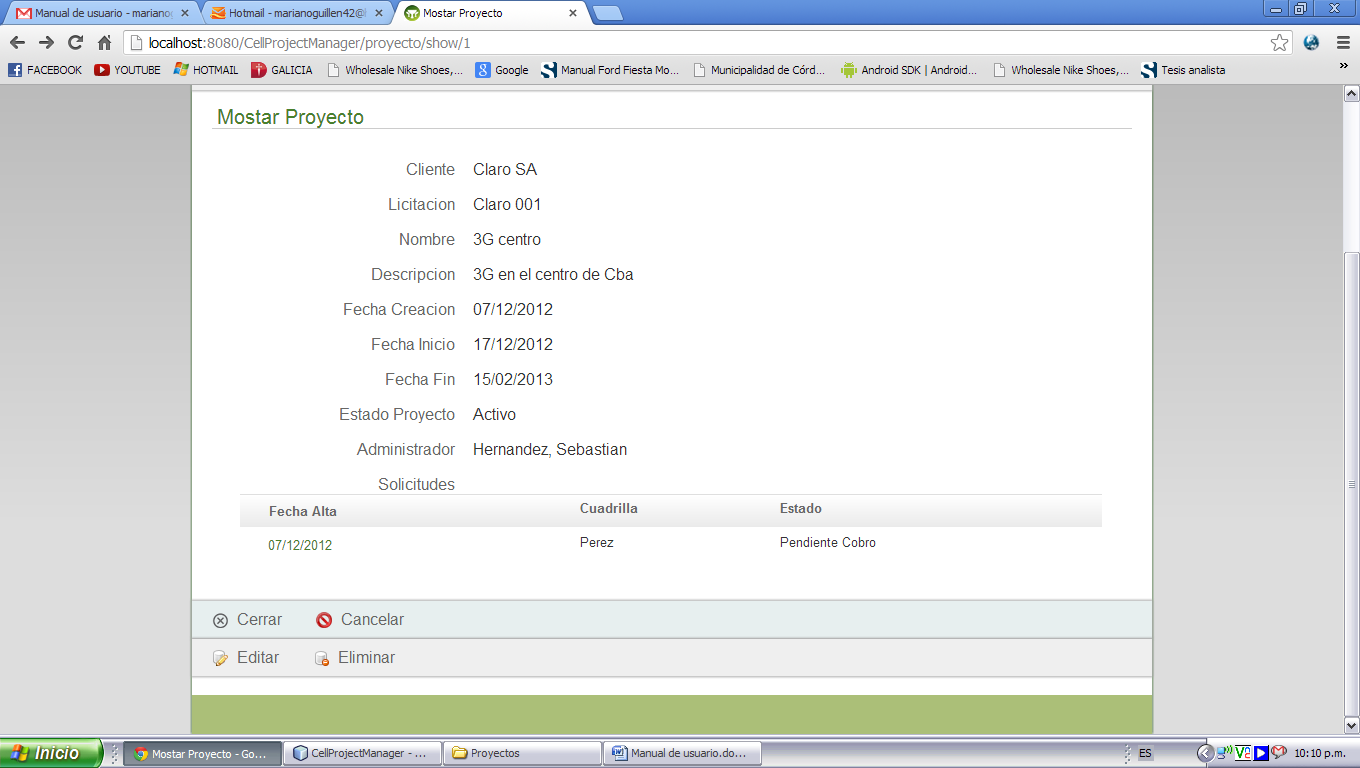 Manual de usuario - mariano
Hotmail - marianoguillen42@
Mostar Proyecto
localhost:8080/CellProjectManager/proyecto/show/1
FACEBOOK YOUTUBE HOTMAIL GALICIA Wholesale Nike Shoes,... Google Manual Ford Fiesta Mo... Municipalidad de Córd... Android SDK | Android... Wholesale Nike Shoes,... Tesis analista »
Mostar Proyecto
Cliente Claro SA
Licitacion Claro 001
Nombre 3G centro
Descripcion 3G en el centro de Cba
Fecha Creacion 07/12/2012
Fecha Inicio 17/12/2012
Fecha Fin 15/02/2013
Estado Proyecto Activo
Administrador Hernandez, Sebastian
Solicitudes
Fecha Alta Cuadrilla Estado
07/12/2012 Perez Pendiente Cobro
Cerrar Cancelar
Editar Eliminar
Inicio Mostar Proyecto - Go... CellProjectManager - ... Proyectos Manual de usuario.do... ES 10:10 p.m.